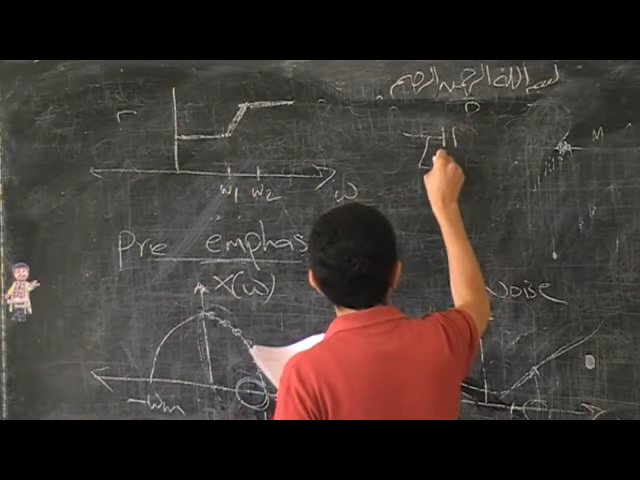 بسم الله الرحمن الرحيم
M
ω1 ω2 ω
Pre emphas
X(ω)
Noise
-ωm